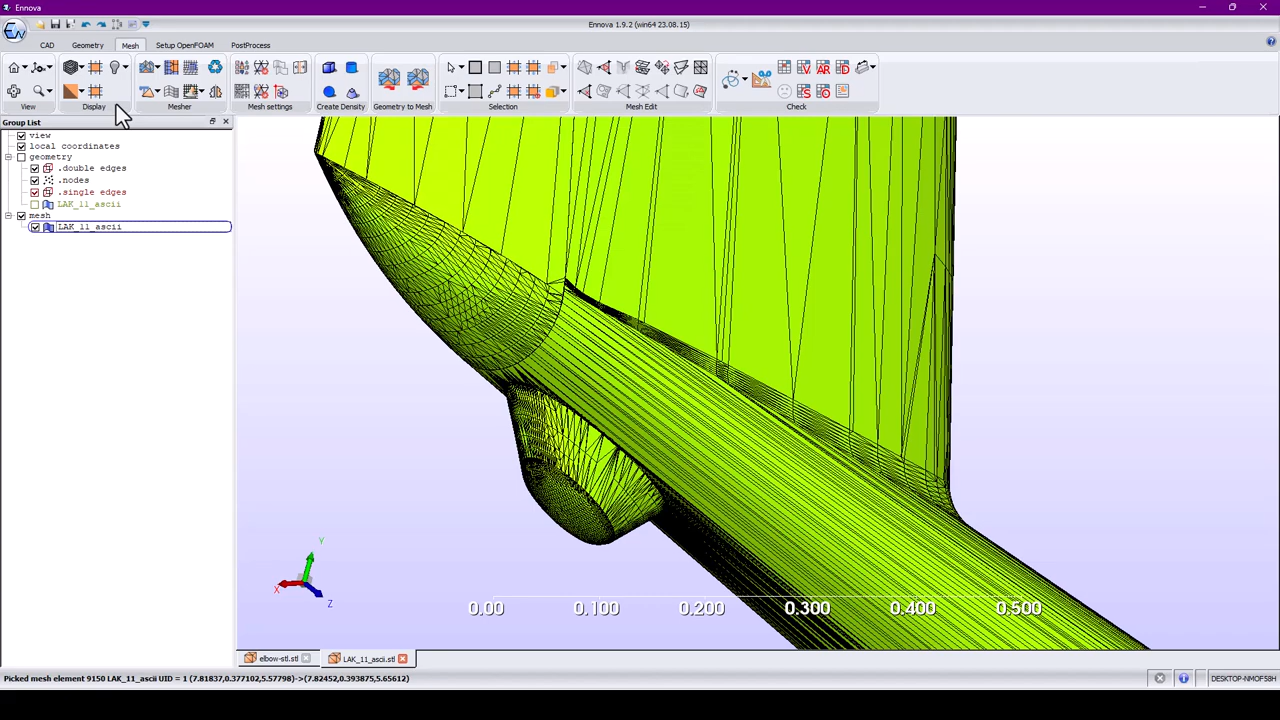 Ennova
Ennova 1.9.2 (win64 23.08.15)
CAD Geometry Mesh Setup OpenFOAM PostProcess
View Display Mesher Mesh settings Create Density Geometry to Mesh Selection Mesh Edit Check
Group List
view
local coordinates
geometry
.double edges
.nodes
.single edges
LAK_11_ascii
mesh
LAK_11_ascii
Y
X
Z
0.00 0.100 0.200 0.300 0.400 0.500
elbow-stl.stl LAK_11_ascii.stl
Picked mesh element 9150 LAK_11_ascii UID = 1 (7.81837,0.377102,5.57798)->(7.82452,0.393875,5.65612)
DESKTOP-NMOF58H